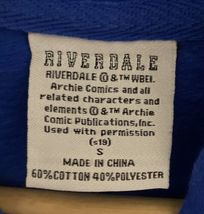 RIVERDALE
RIVERDALE © &™ WBEI.
Archie Comics and all
related characters and
elements ©&™ Archie
Comic Publications, Inc.
Used with permission
(s19)
S
MADE IN CHINA
60%COTTON 40%POLYESTER